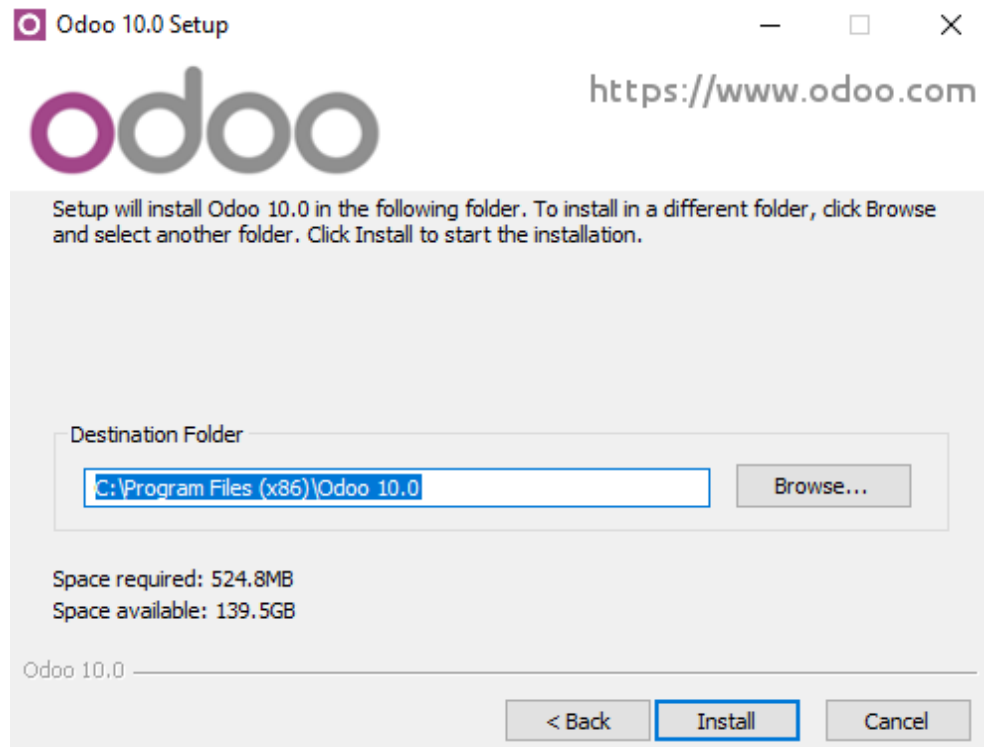 Odoo 10.0 Setup
odoo
https://www.odoo.com
Setup will install Odoo 10.0 in the following folder. To install in a different folder, click Browse
and select another folder. Click Install to start the installation.
Destination Folder
C:\Program Files (x86)\Odoo 10.0
Browse...
Space required: 524.8MB
Space available: 139.5GB
Odoo 10.0
< Back
Install
Cancel